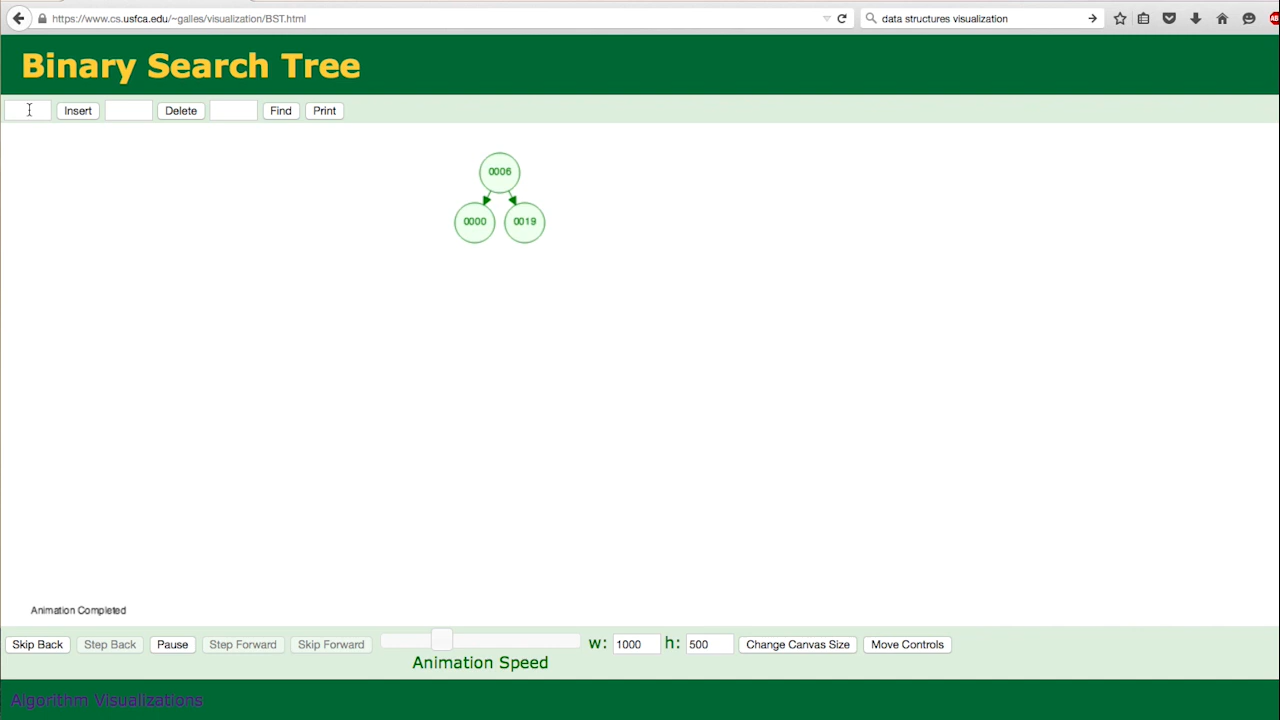 https://www.cs.usfca.edu/~galles/visualization/BST.html
data structures visualization
ABP
Binary Search Tree
Insert Delete Find Print
0006
0000 0019
Animation Completed
Skip Back Step Back Pause Step Forward Skip Forward w: 1000 h: 500 Change Canvas Size Move Controls
Animation Speed
Algorithm Visualizations